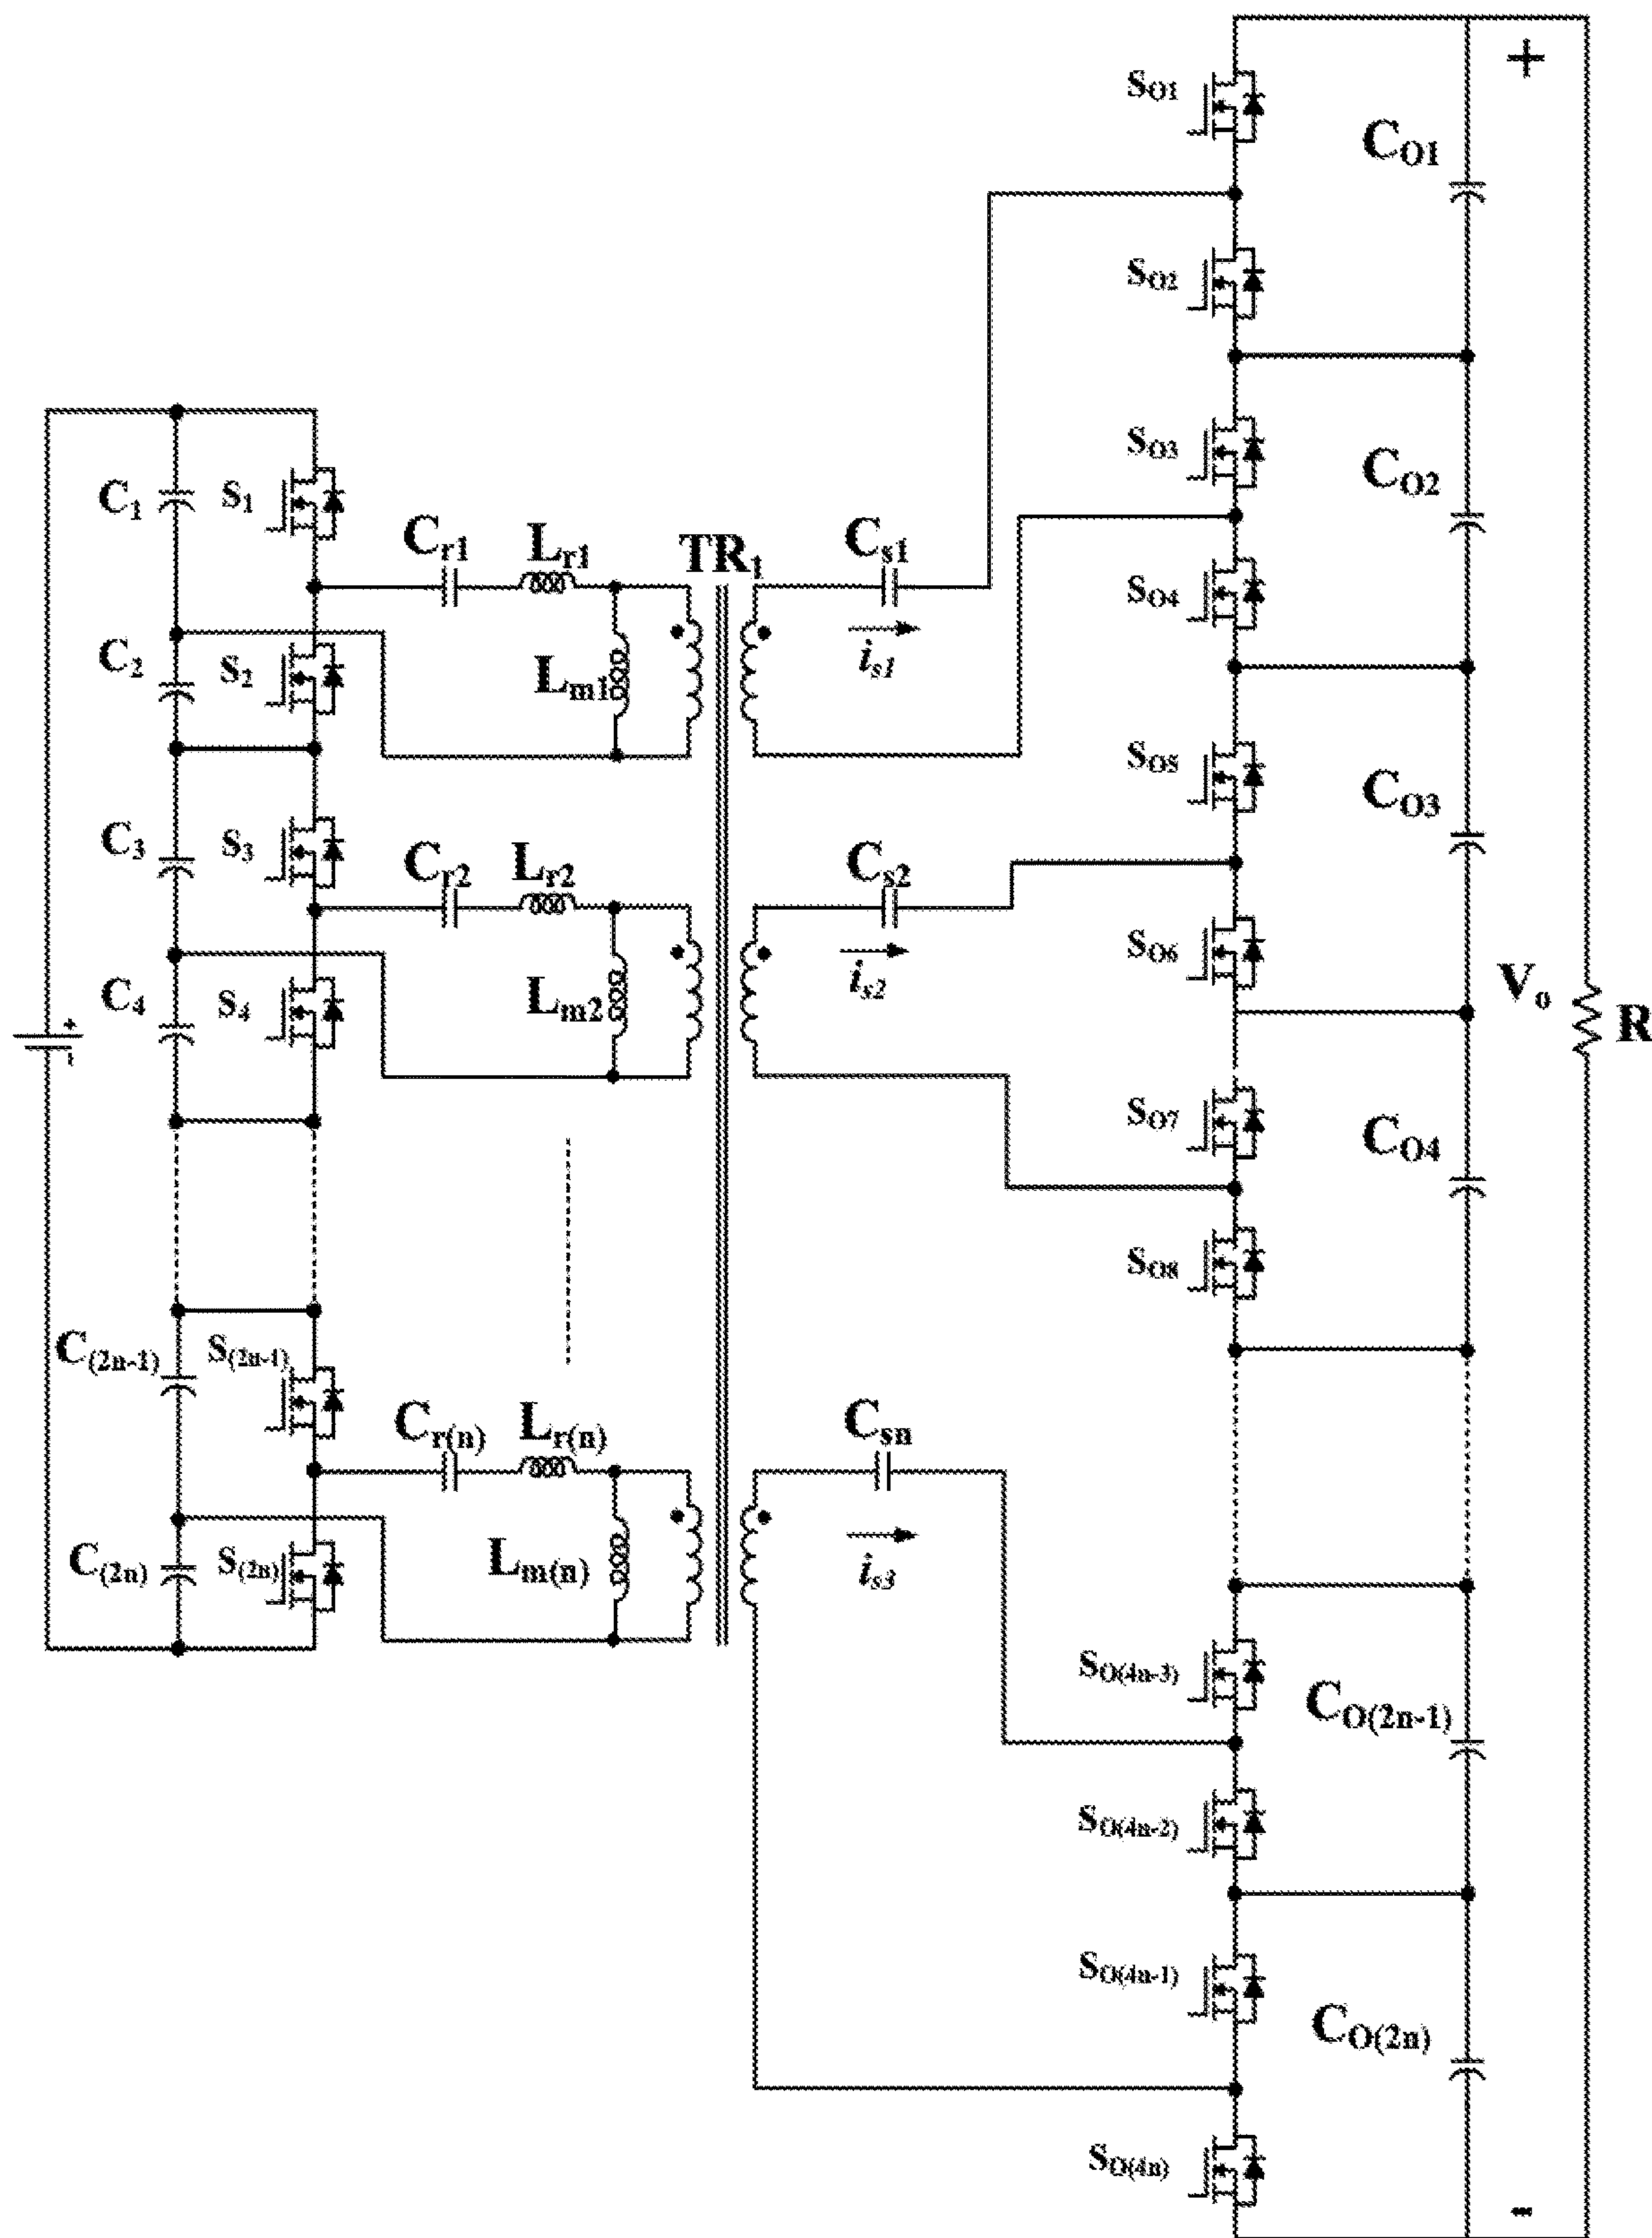 +
S_O1
C_O1
S_O2
S_O3
C_O2
C_1
S_1
C_r1
L_r1
TR_1
C_s1
S_O4
C_2
S_2
L_m1
i_s1
S_O5
C_O3
C_3
S_3
C_r2
L_r2
C_s2
S_O6
C_4
S_4
L_m2
i_s2
V_o
R
+
-
S_O7
C_O4
S_O8
C_(2n-1)
S_(2n-1)
C_r(n)
L_r(n)
C_sn
C_(2n)
S_(2n)
L_m(n)
i_s3
S_O(4n-3)
C_O(2n-1)
S_O(4n-2)
S_O(4n-1)
C_O(2n)
S_O(4n)
-